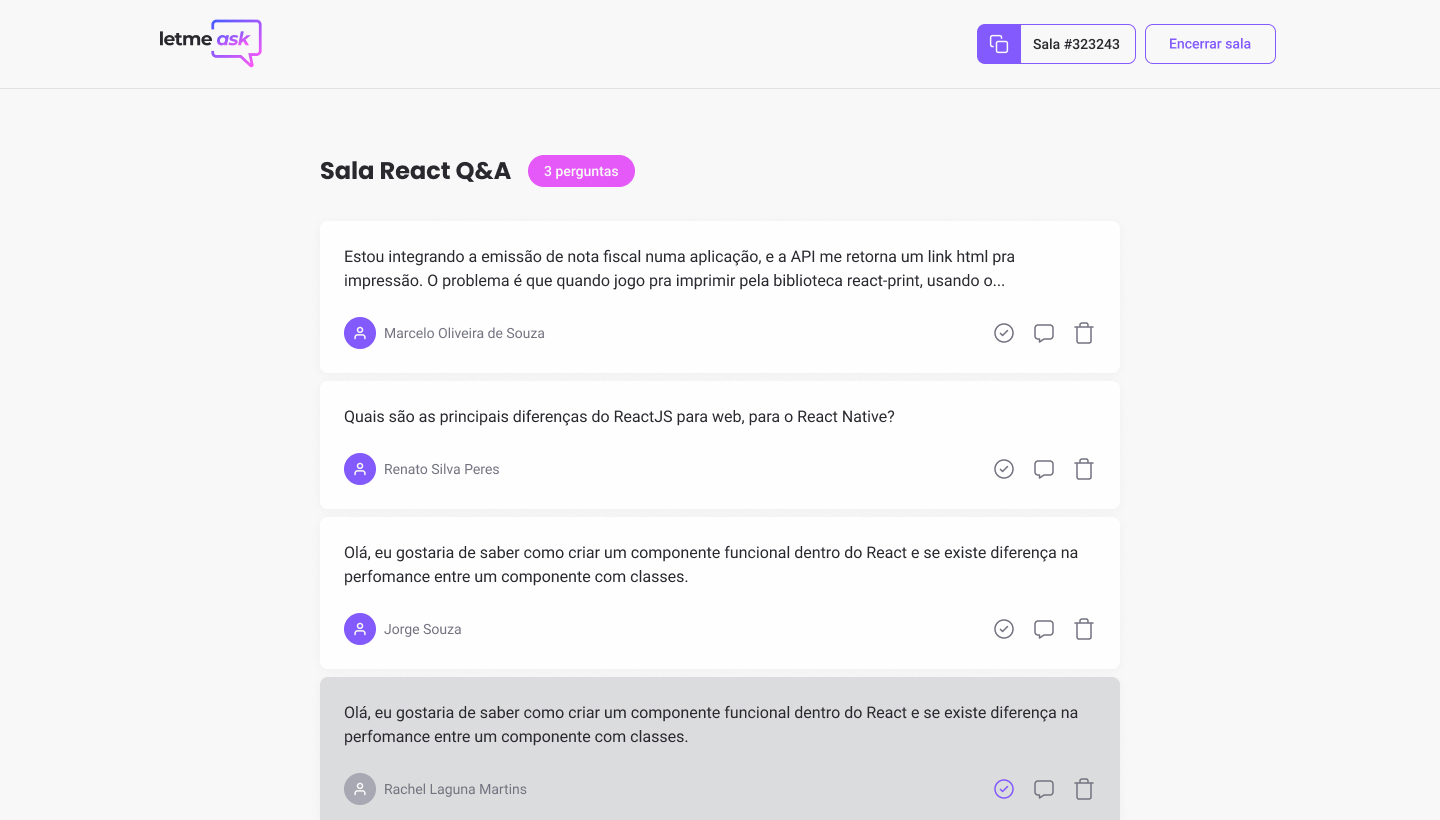 letme ask
Sala #323243
Encerrar sala
Sala React Q&A
3 perguntas
Estou integrando a emissão de nota fiscal numa aplicação, e a API me retorna um link html pra
impressão. O problema é que quando jogo pra imprimir pela biblioteca react-print, usando o...
Marcelo Oliveira de Souza
Quais são as principais diferenças do ReactJS para web, para o React Native?
Renato Silva Peres
Olá, eu gostaria de saber como criar um componente funcional dentro do React e se existe diferença na
perfomance entre um componente com classes.
Jorge Souza
Olá, eu gostaria de saber como criar um componente funcional dentro do React e se existe diferença na
perfomance entre um componente com classes.
Rachel Laguna Martins